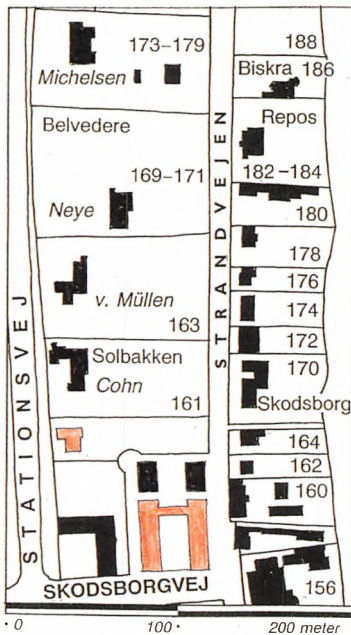 188
173–179
Biskra 186
Michelsen
Belvedere
Repos
169–171
182–184
Neye
180
178
v. Müllen
176
163
174
172
Solbakken
170
Cohn
161
Skodsborg
164
162
160
156
STRANDVEJEN
STATIONSVEJ
SKODSBORGVEJ
0 100 200 meter